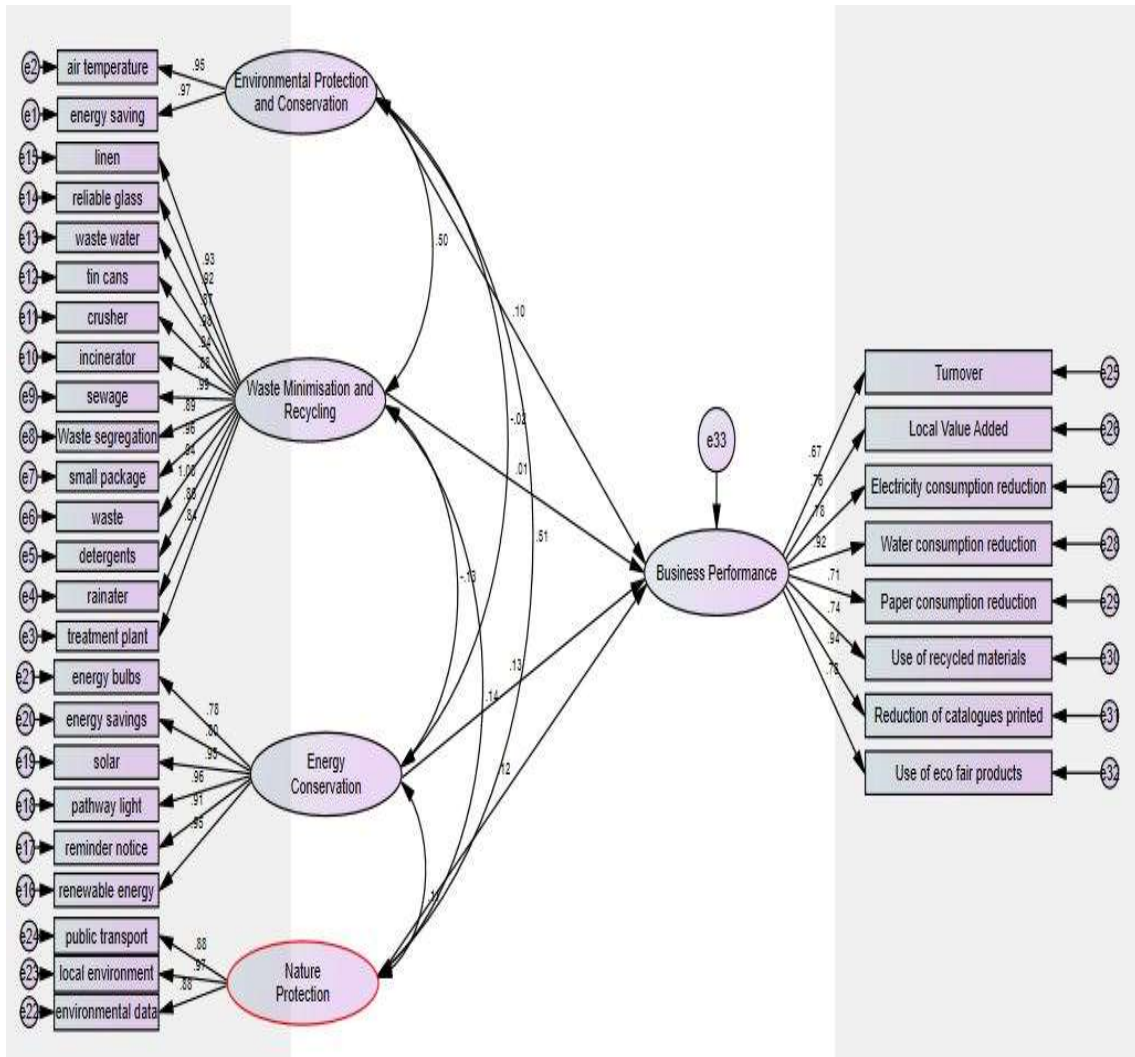 e2
air temperature
.95
Environmental Protection
and Conservation
e1
energy saving
.97
e15
linen
e14
reliable glass
e13
waste water
e12
tin cans
e11
crusher
e10
incinerator
e9
sewage
e8
Waste segregation
e7
small package
e6
waste
e5
detergents
e4
rainater
e3
treatment plant
.93
.92
.87
.98
.94
.88
.99
.89
.96
.94
1.00
.88
.84
Waste Minimisation and
Recycling
e21
energy bulbs
e20
energy savings
e19
solar
e18
pathway light
e17
reminder notice
e16
renewable energy
.78
.80
.95
.96
.91
.95
Energy
Conservation
e24
public transport
e23
local environment
e22
environmental data
.88
.97
.88
Nature
Protection
.50
.10
-.02
.01
.51
-.13
.13
.14
.12
e33
Business Performance
.67
.76
.78
.92
.71
.74
.94
Turnover
e25
Local Value Added
e26
Electricity consumption reduction
e27
Water consumption reduction
e28
Paper consumption reduction
e29
Use of recycled materials
e30
Reduction of catalogues printed
e31
Use of eco fair products
e32